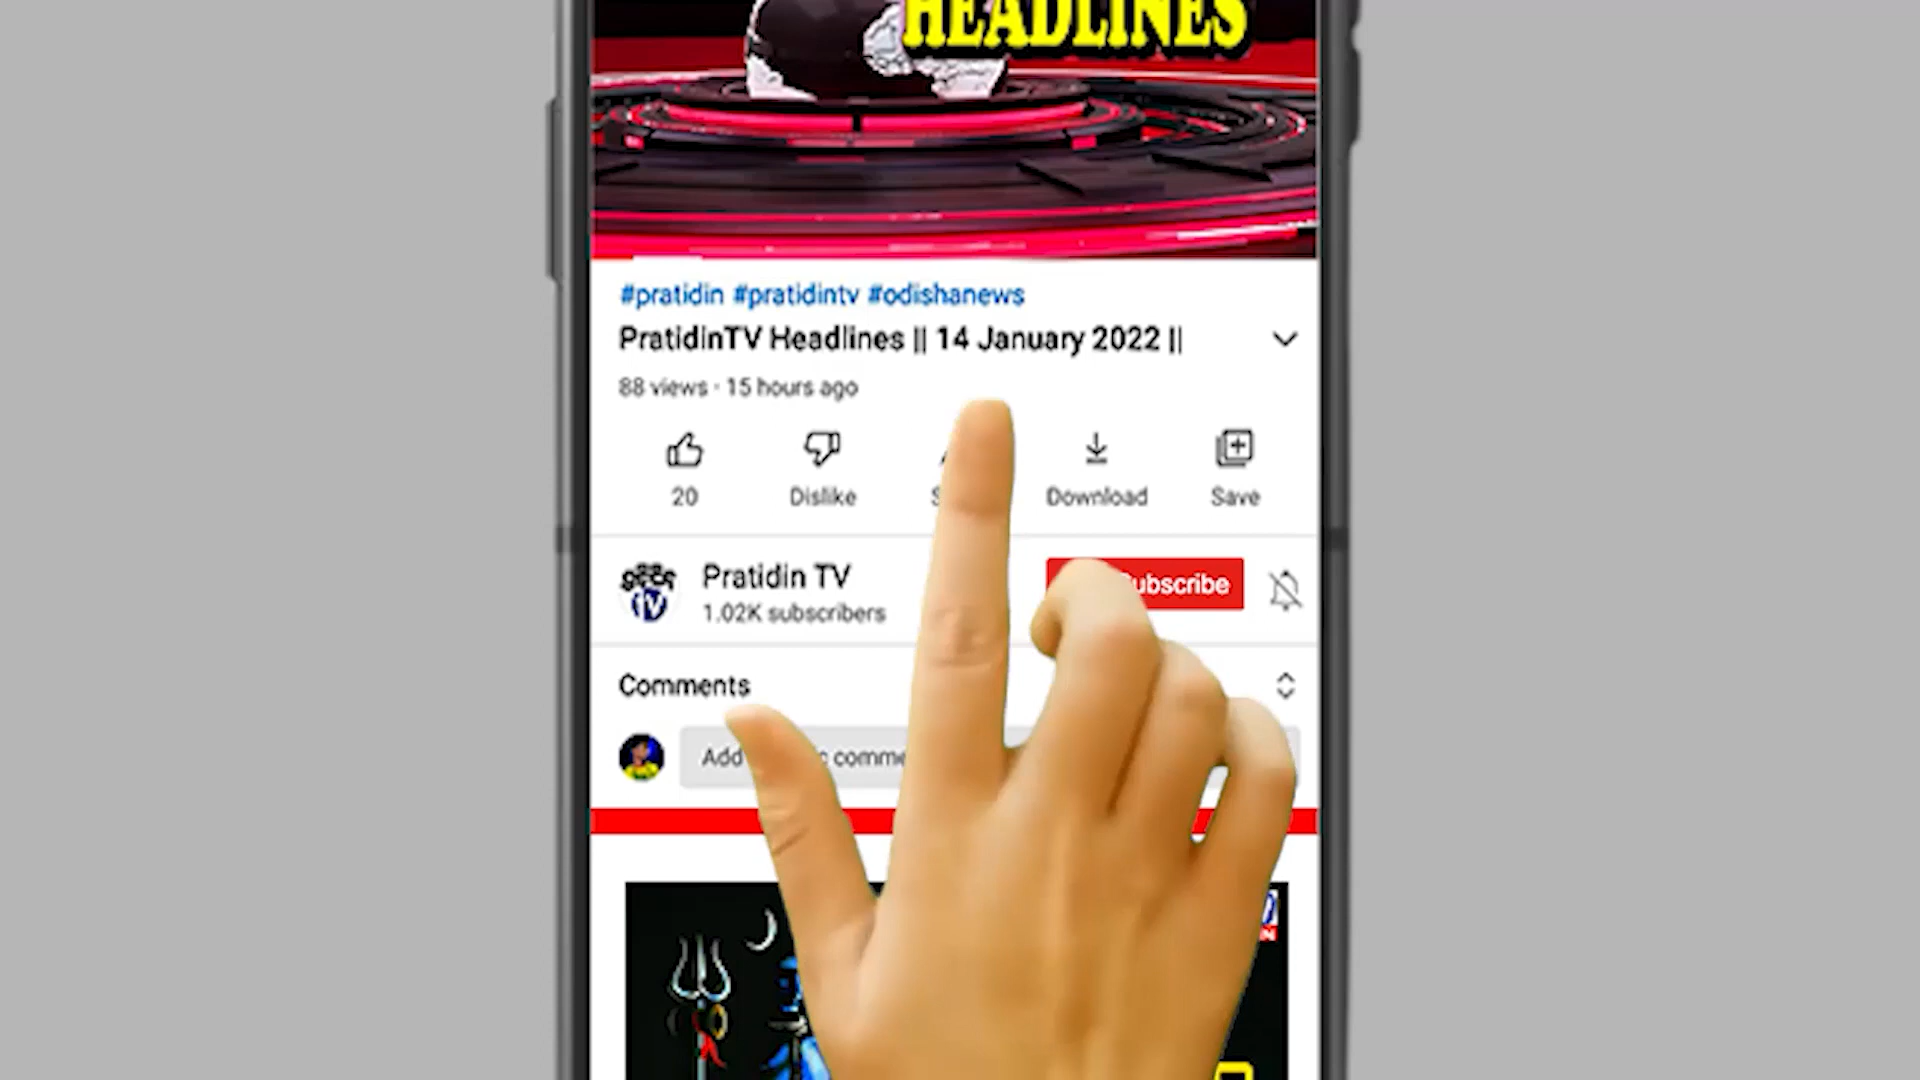 HEADLINES
#pratidin #pratidintv #odishanews
PratidinTV Headlines || 14 January 2022 ||
88 views · 15 hours ago
20
Dislike
Download
Save
Pratidin TV
ubscribe
1.02K subscribers
Comments
Add
c comme